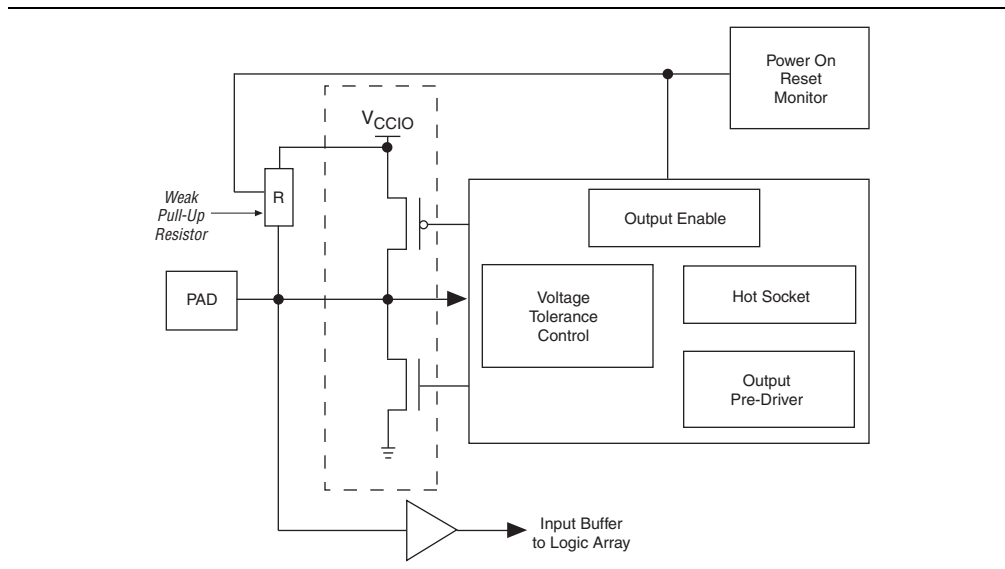 Power On
Reset
Monitor
VCCIO
R
Weak
Pull-Up
Resistor
Output Enable
PAD
Voltage
Tolerance
Control
Hot Socket
Output
Pre-Driver
Input Buffer
to Logic Array